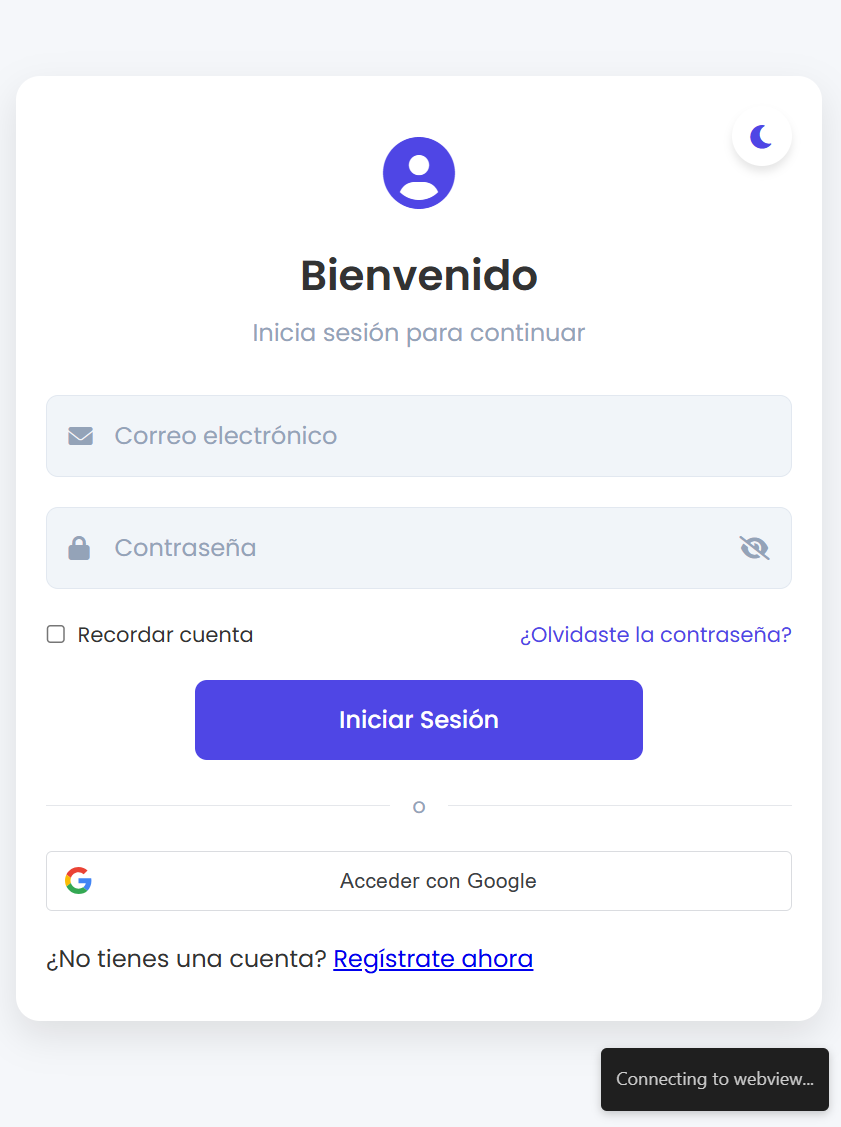 Bienvenido
Inicia sesión para continuar
Correo electrónico
Contraseña
Recordar cuenta
¿Olvidaste la contraseña?
Iniciar Sesión
o
Acceder con Google
¿No tienes una cuenta? Regístrate ahora
Connecting to webview...